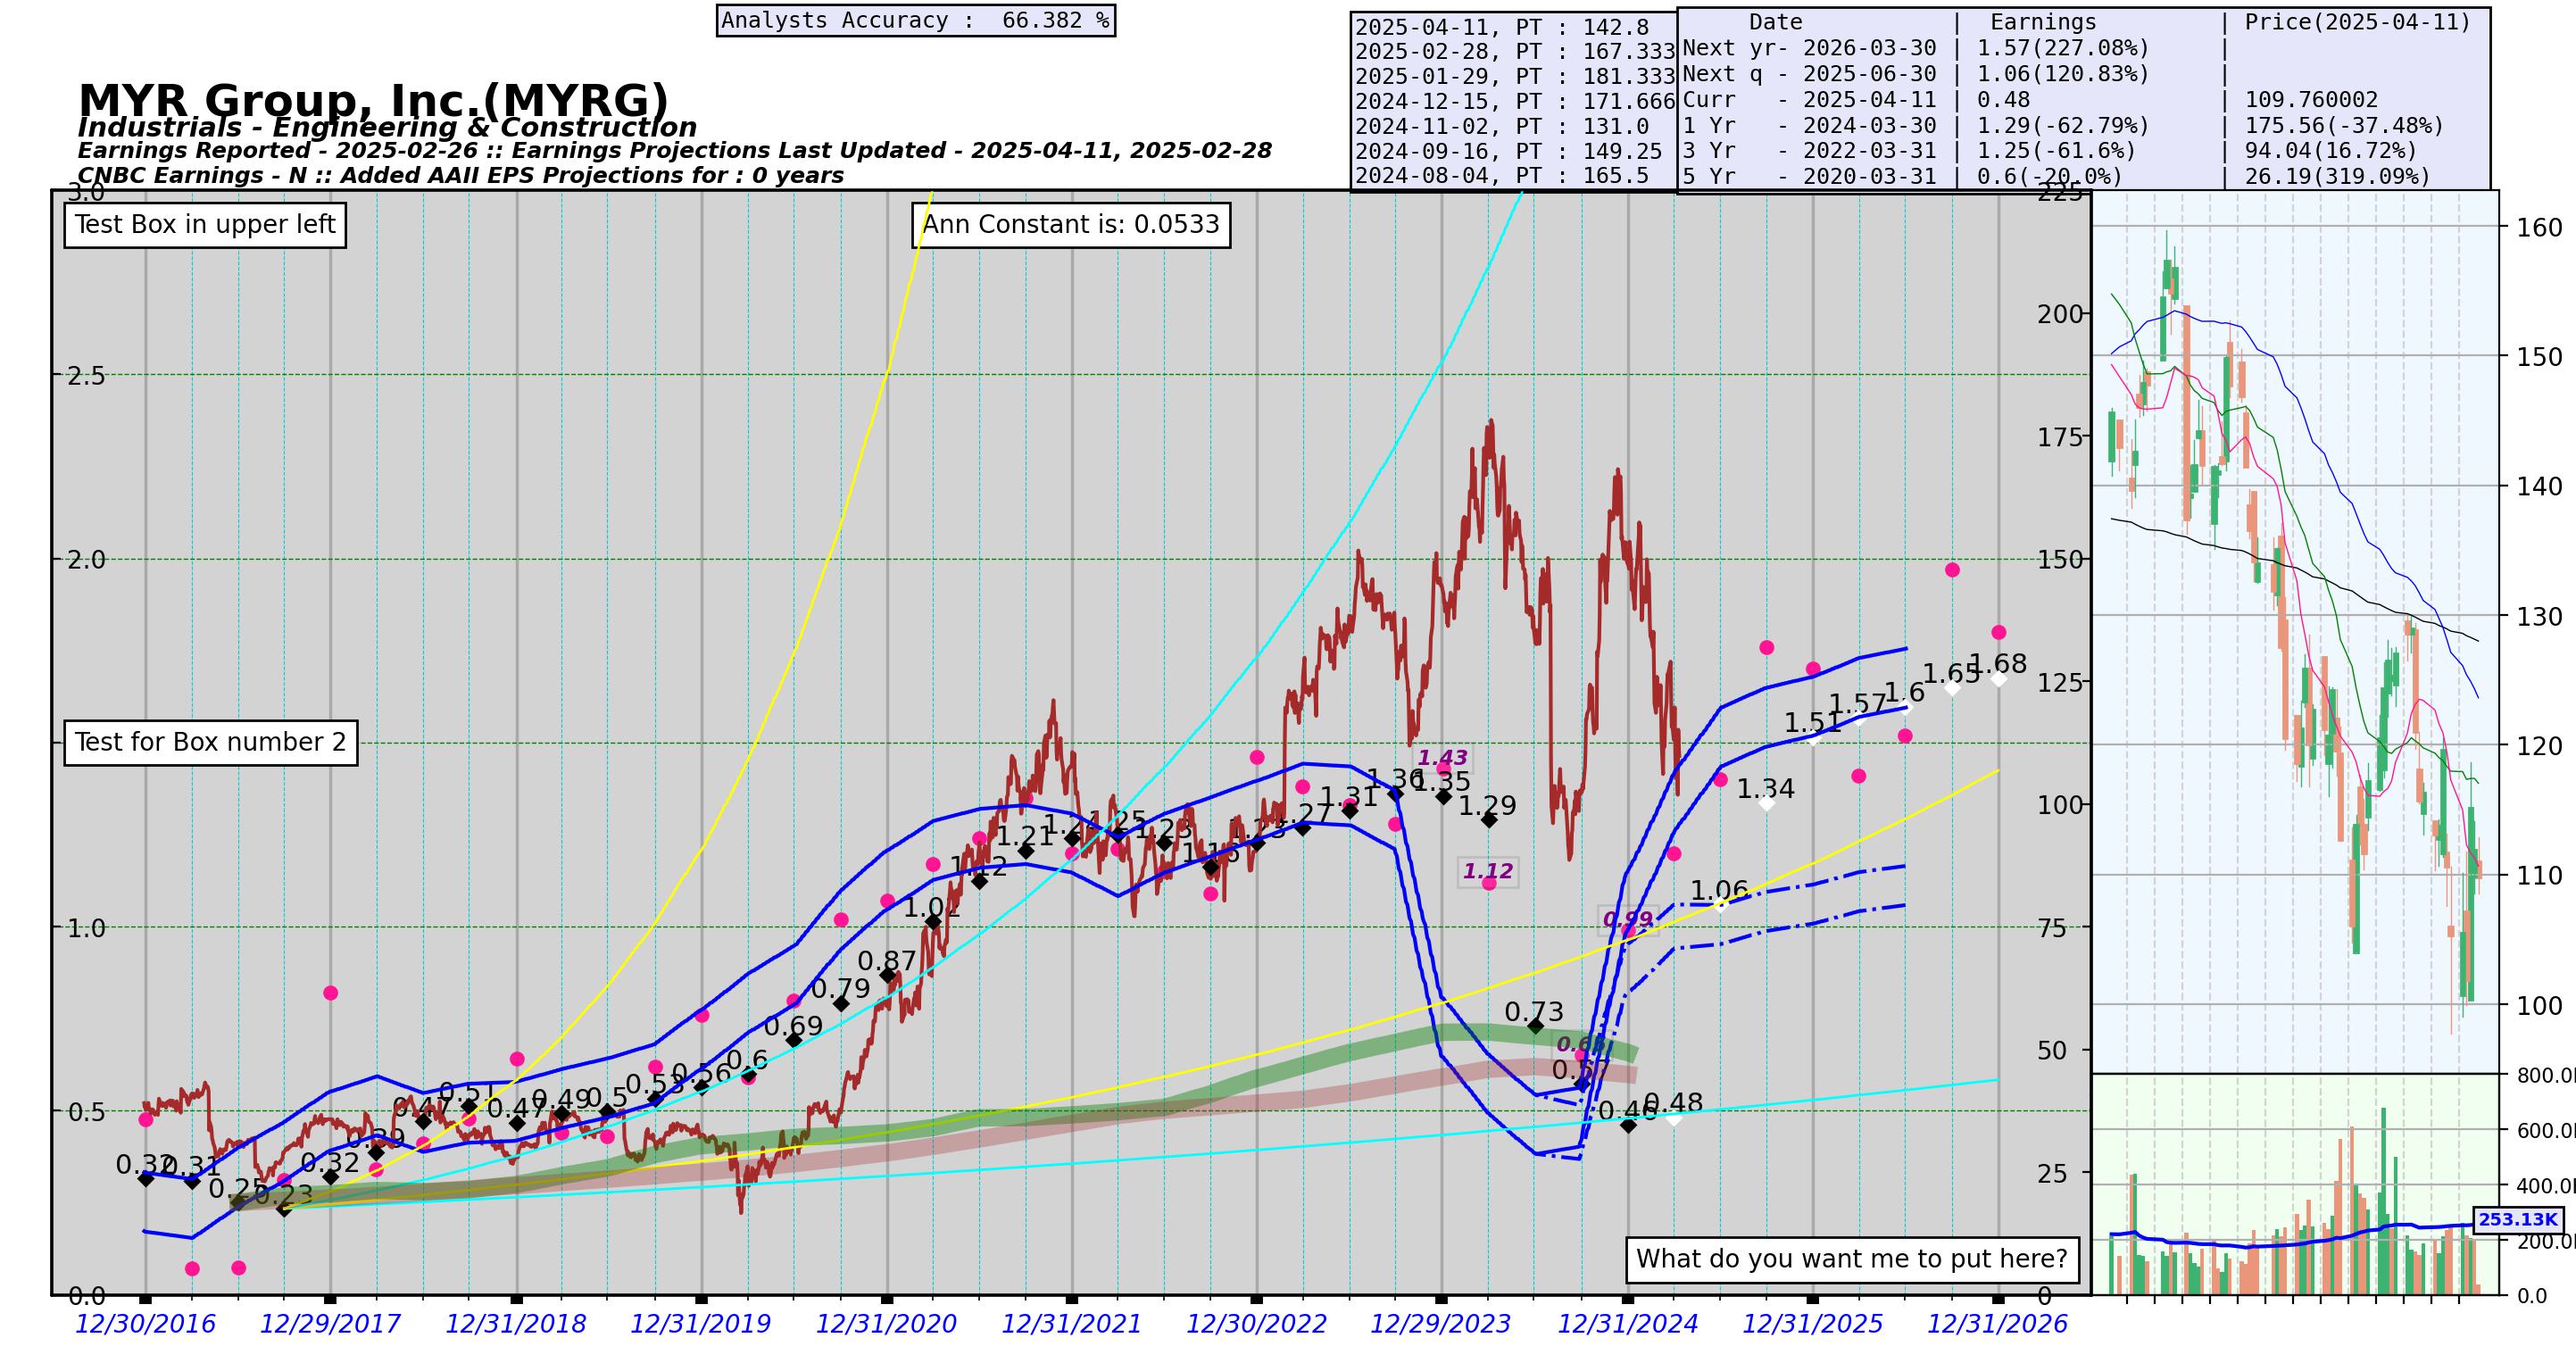 Analysts Accuracy :  66.382 %
MYR Group, Inc.(MYRG)
Industrials - Engineering & Construction
Earnings Reported - 2025-02-26 :: Earnings Projections Last Updated - 2025-04-11, 2025-02-28
CNBC Earnings - N :: Added AAII EPS Projections for : 0 years
2025-04-11, PT : 142.8
2025-02-28, PT : 167.333
2025-01-29, PT : 181.333
2024-12-15, PT : 171.666
2024-11-02, PT : 131.0
2024-09-16, PT : 149.25
2024-08-04, PT : 165.5
Date | Earnings | Price(2025-04-11)
Next yr- 2026-03-30 | 1.57(227.08%) |
Next q - 2025-06-30 | 1.06(120.83%) |
Curr - 2025-04-11 | 0.48 | 109.760002
1 Yr - 2024-03-30 | 1.29(-62.79%) | 175.56(-37.48%)
3 Yr - 2022-03-31 | 1.25(-61.6%) | 94.04(16.72%)
5 Yr - 2020-03-31 | 0.6(-20.0%) | 26.19(319.09%)
Test Box in upper left
Ann Constant is: 0.0533
Test for Box number 2
What do you want me to put here?
3.0
2.5
2.0
1.0
0.5
0.0
0.32
0.31
0.25
0.23
0.32
0.39
0.47
0.51
0.47
0.49
0.5
0.53
0.56
0.6
0.69
0.79
0.87
1.02
1.12
1.21
1.25
1.23
1.16
1.23
1.27
1.31
1.36
1.35
1.29
0.73
0.57
0.46
0.48
1.06
1.34
1.51
1.57
1.6
1.65
1.68
1.43
1.12
0.65
0.99
225
200
175
150
125
100
75
50
25
0
160
150
140
130
120
110
100
800.0
600.0
400.0
253.13K
200.0
0.0
12/30/2016 12/29/2017 12/31/2018 12/31/2019 12/31/2020 12/31/2021 12/30/2022 12/29/2023 12/31/2024 12/31/2025 12/31/2026